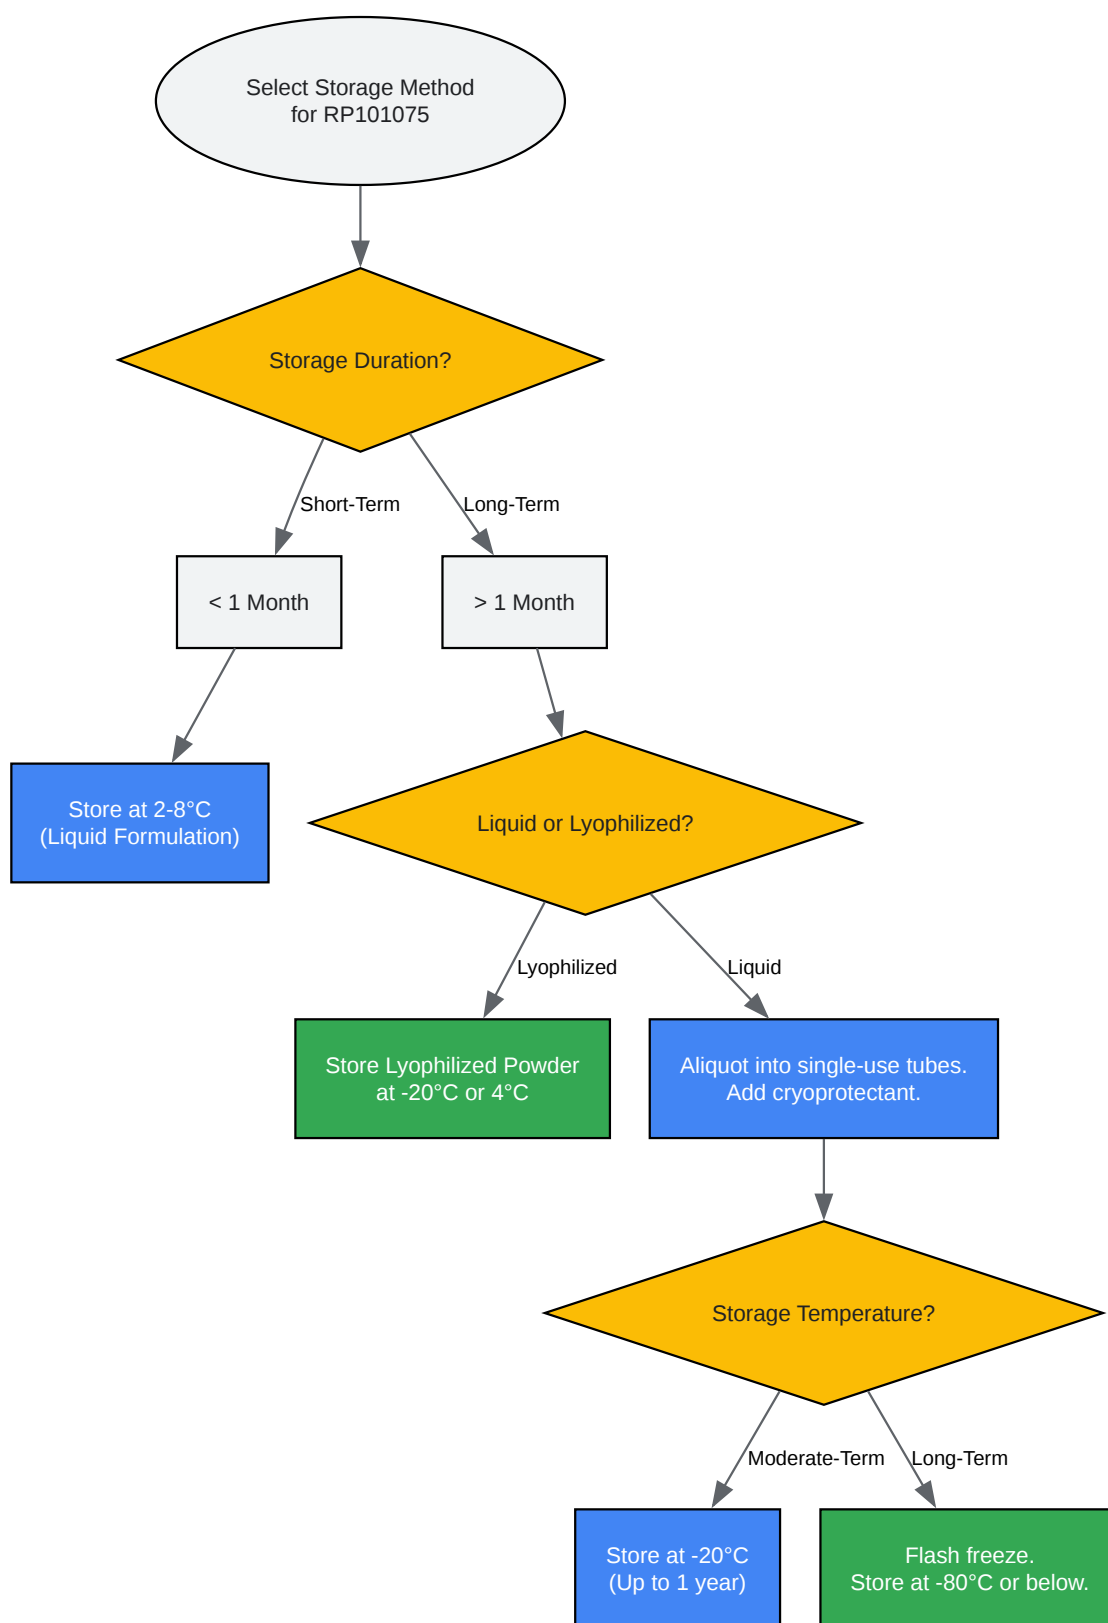 Select Storage Method
for RP101075
Storage Duration?
Short-Term
Long-Term
< 1 Month
> 1 Month
Store at 2-8°C
(Liquid Formulation)
Liquid or Lyophilized?
Lyophilized
Liquid
Store Lyophilized Powder
at -20°C or 4°C
Aliquot into single-use tubes.
Add cryoprotectant.
Storage Temperature?
Moderate-Term
Long-Term
Store at -20°C
(Up to 1 year)
Flash freeze.
Store at -80°C or below.